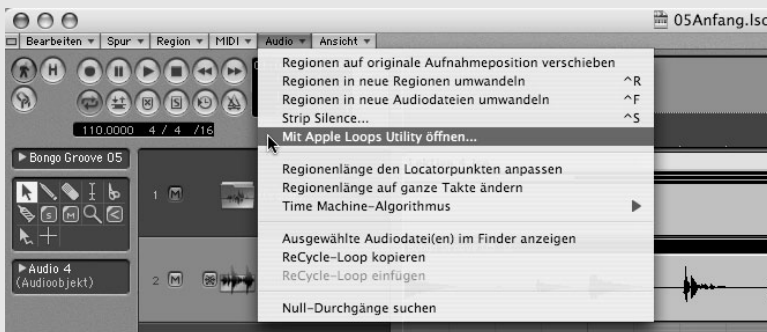 05Anfang.lso
Bearbeiten Spur Region MIDI Audio Ansicht
Regionen auf originale Aufnahmeposition verschieben
Regionen in neue Regionen umwandeln ^R
Regionen in neue Audiodateien umwandeln ^F
Strip Silence... ^S
Mit Apple Loops Utility öffnen...
Regionenlänge den Locatorpunkten anpassen
Regionenlänge auf ganze Takte ändern
Time Machine-Algorithmus
Ausgewählte Audiodatei(en) im Finder anzeigen
ReCycle-Loop kopieren
ReCycle-Loop einfügen
Null-Durchgänge suchen
H
110.0000 4 / 4 /16
Bongo Groove 05
S M
1 M
Audio 4
(Audioobjekt)
2 M